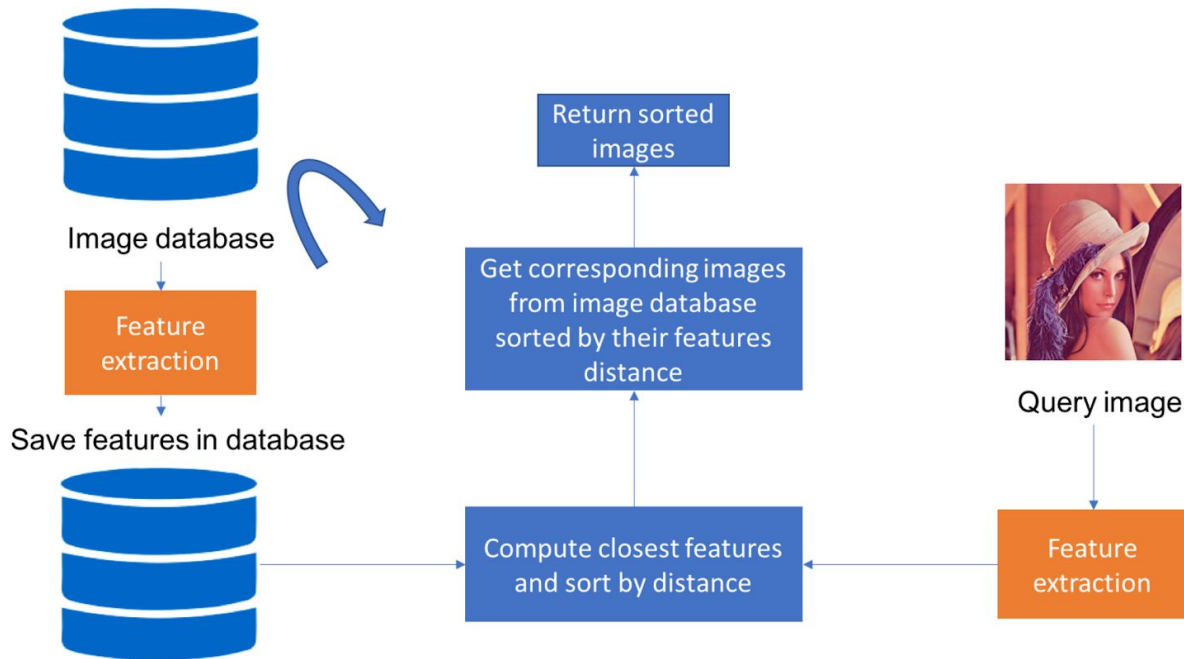 Image database
Feature
extraction
Save features in database
Return sorted
images
Get corresponding images
from image database
sorted by their features
distance
Compute closest features
and sort by distance
Query image
Feature
extraction